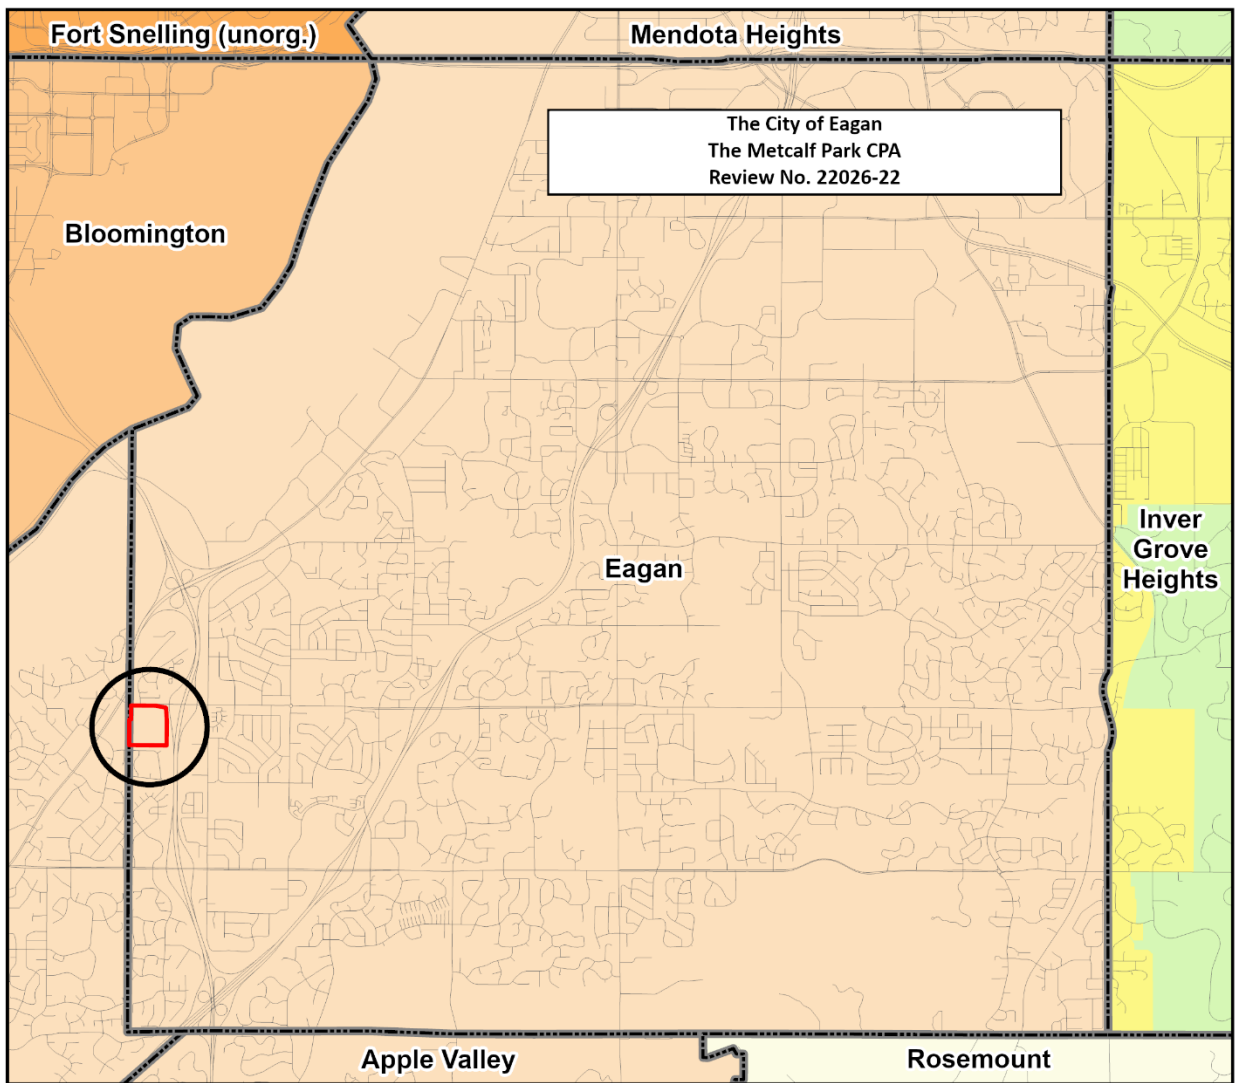 Fort Snelling (unorg.)
Mendota Heights
The City of Eagan
The Metcalf Park CPA
Review No. 22026-22
Bloomington
Inver
Grove
Heights
Eagan
Apple Valley
Rosemount